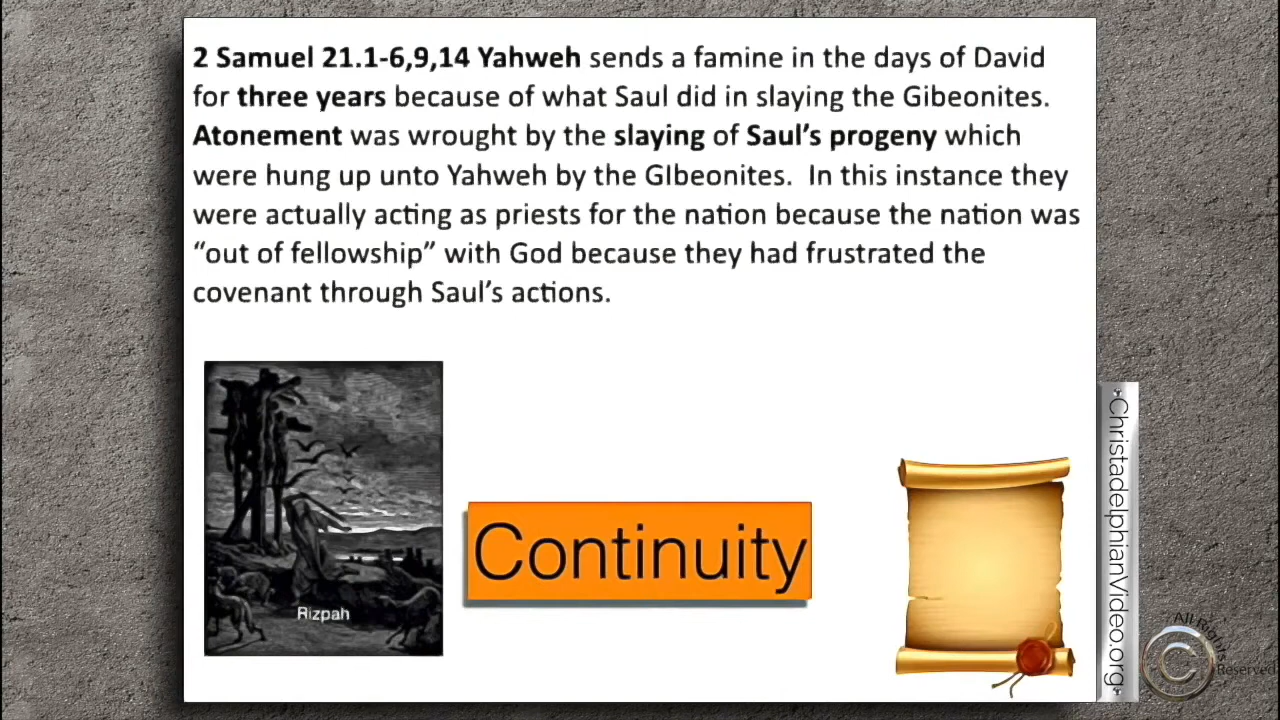 2 Samuel 21.1-6,9,14 Yahweh sends a famine in the days of David
for three years because of what Saul did in slaying the Gibeonites.
Atonement was wrought by the slaying of Saul’s progeny which
were hung up unto Yahweh by the GIbeonites.  In this instance they
were actually acting as priests for the nation because the nation was
“out of fellowship” with God because they had frustrated the
covenant through Saul’s actions.
Rizpah
Continuity
ChristadelphianVideo.org
All Rights
C
Reserved